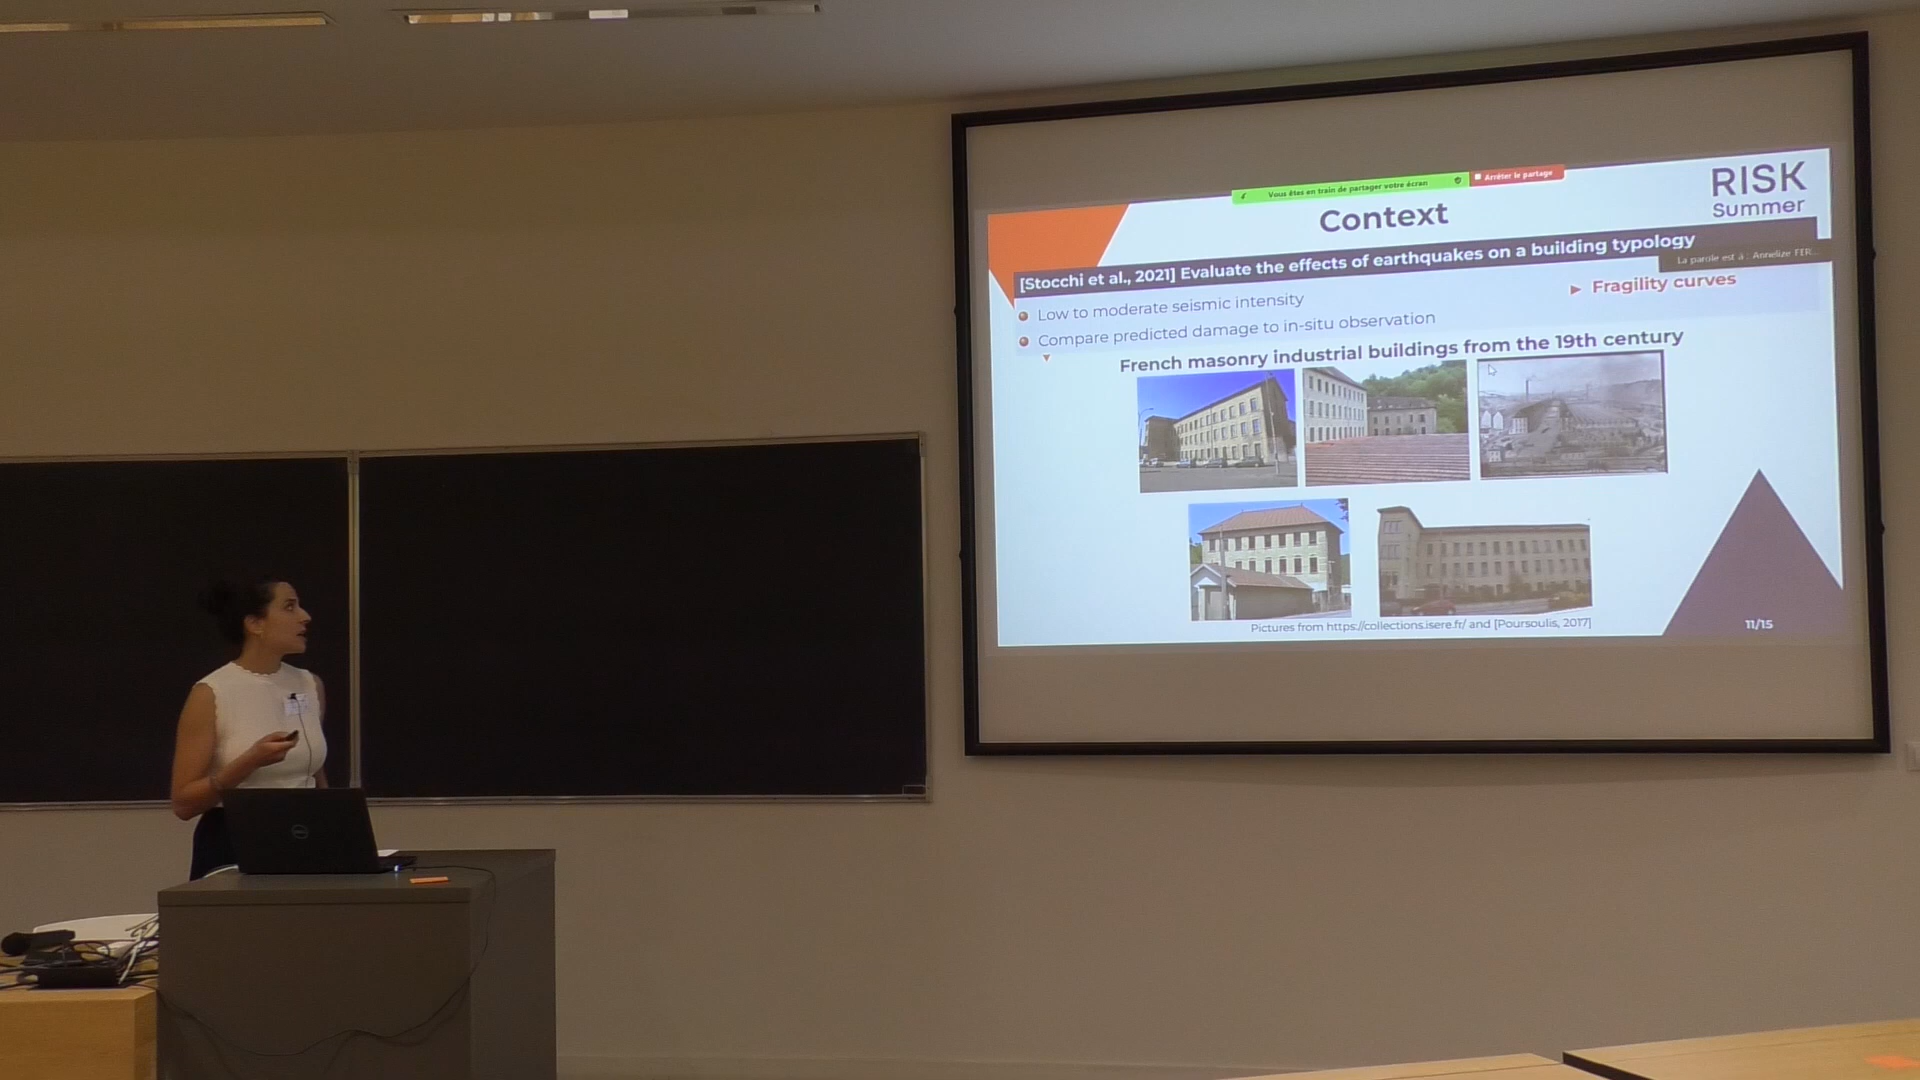 Vous êtes en train de partager votre écran
Arrêter le partage
RISK
Summer
Context
[Stocchi et al., 2021] Evaluate the effects of earthquakes on a building typology
La parole est à : Annelize FER...
Low to moderate seismic intensity
Fragility curves
Compare predicted damage to in-situ observation
French masonry industrial buildings from the 19th century
Pictures from https://collections.isere.fr/ and [Poursoulis, 2017]
11/15
DELL